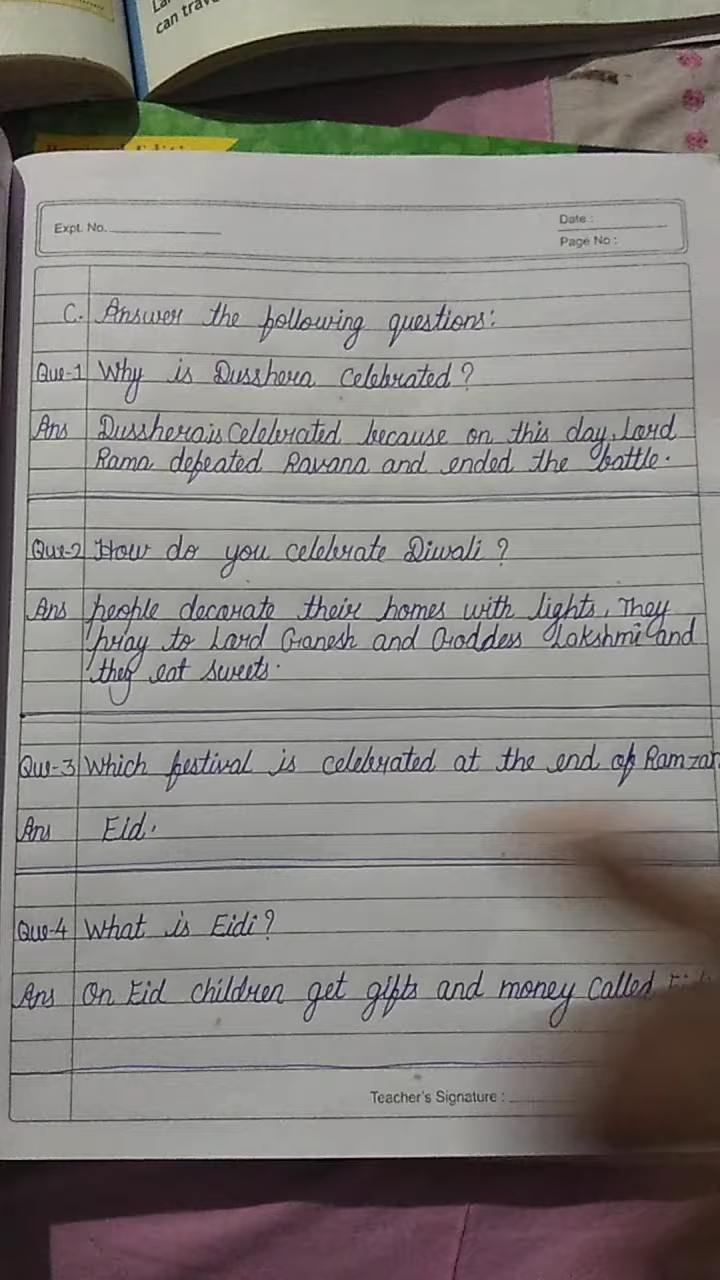 can trav
Expt. No.
Date :
Page No :
C. Answer the following questions:
Que-1 Why is Dusshera celebrated?
Ans Dussherais celebrated because on this day, Lord
Rama defeated Ravana and ended the battle.
Que-2 How do you celebrate Diwali?
Ans people decorate their homes with lights. They
pray to Lord Ganesh and Goddess Lakshmi and
they eat sweets.
Que-3 Which festival is celebrated at the end of Ramzan
Ans Eid.
Que-4 What is Eidi?
Ans On Eid children get gifts and money called
Teacher's Signature :